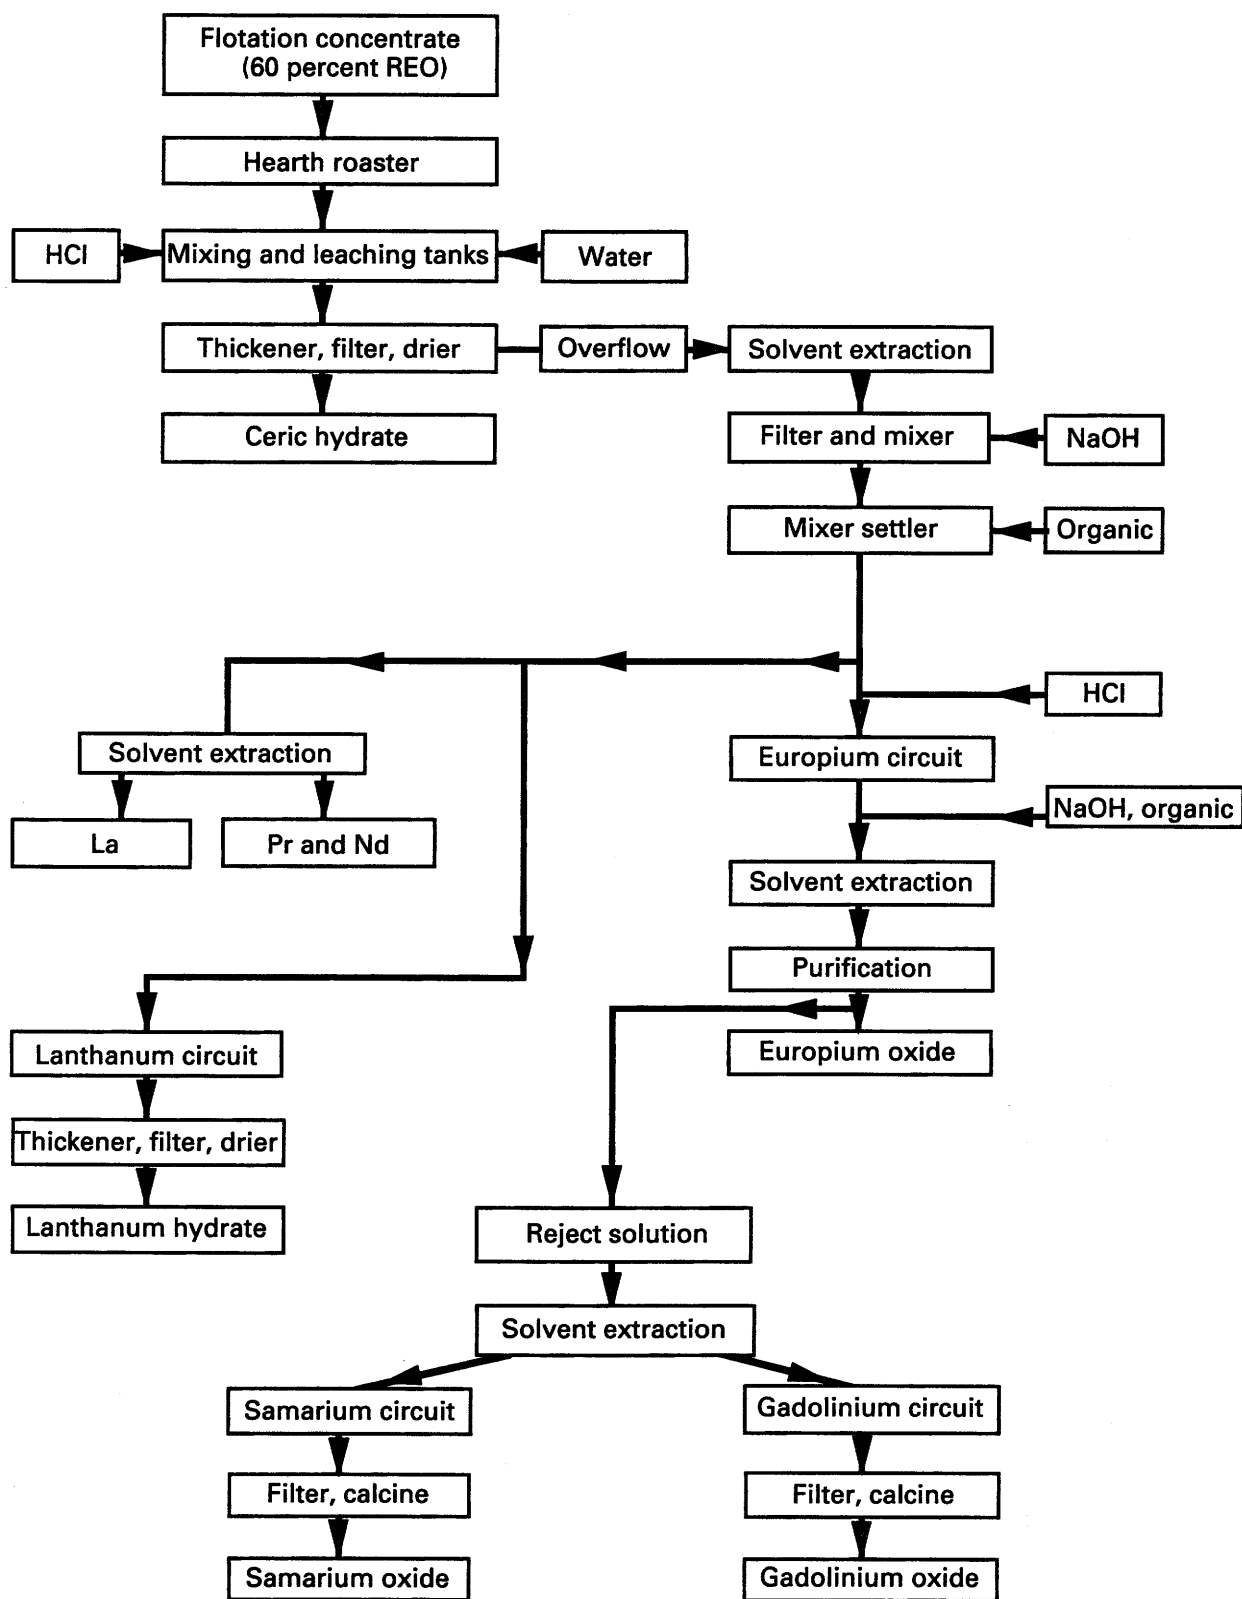 Flotation concentrate
(60 percent REO)
Hearth roaster
HCl
Mixing and leaching tanks
Water
Thickener, filter, drier
Overflow
Solvent extraction
Ceric hydrate
Filter and mixer
NaOH
Mixer settler
Organic
HCl
Solvent extraction
Europium circuit
NaOH, organic
La
Pr and Nd
Solvent extraction
Purification
Lanthanum circuit
Europium oxide
Thickener, filter, drier
Lanthanum hydrate
Reject solution
Solvent extraction
Samarium circuit
Gadolinium circuit
Filter, calcine
Filter, calcine
Samarium oxide
Gadolinium oxide